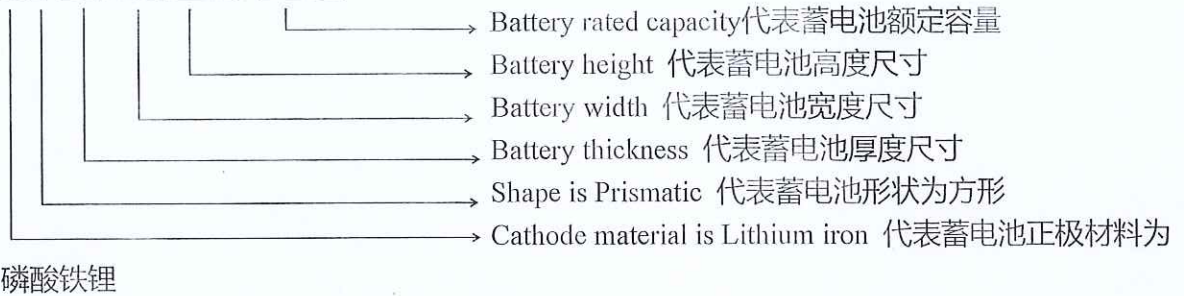 Battery rated capacity代表蓄电池额定容量
Battery height 代表蓄电池高度尺寸
Battery width 代表蓄电池宽度尺寸
Battery thickness 代表蓄电池厚度尺寸
Shape is Prismatic 代表蓄电池形状为方形
Cathode material is Lithium iron 代表蓄电池正极材料为
磷酸铁锂